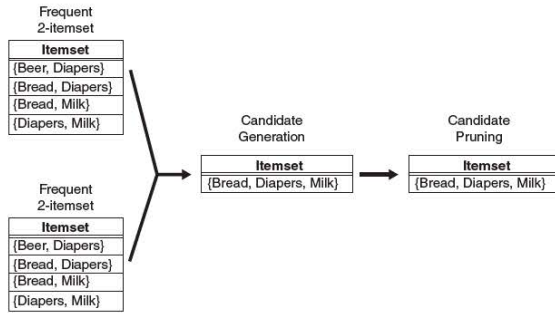 Frequent
2-itemset
Itemset
{Beer, Diapers}
{Bread, Diapers}
{Bread, Milk}
{Diapers, Milk}
Frequent
2-itemset
Itemset
{Beer, Diapers}
{Bread, Diapers}
{Bread, Milk}
{Diapers, Milk}
Candidate
Generation
Itemset
{Bread, Diapers, Milk}
Candidate
Pruning
Itemset
{Bread, Diapers, Milk}